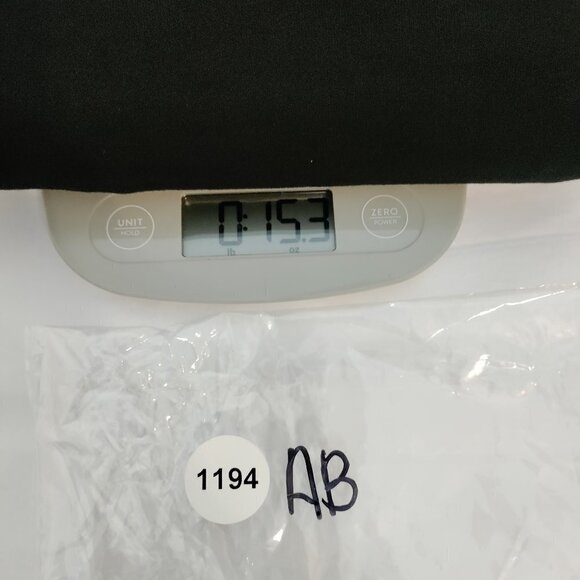 UNIT
HOLD
0:15.3
lb oz
ZERO
POWER
1194 AB